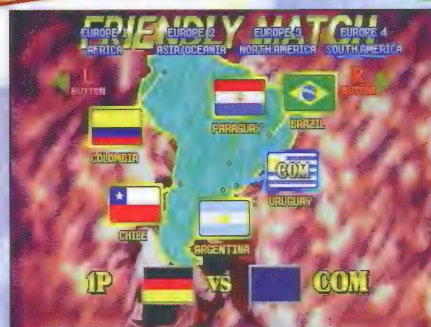 FRIENDLY MATCH
EUROPE 1 EUROPE 2 EUROPE 3 EUROPE 4
AFRICA ASIA/OCEANIA NORTH AMERICA SOUTH AMERICA
L R
BUTTON BUTTON
PARAGUAY BRAZIL
COLOMBIA
COM
URUGUAY
CHILE
ARGENTINA
1P VS COM